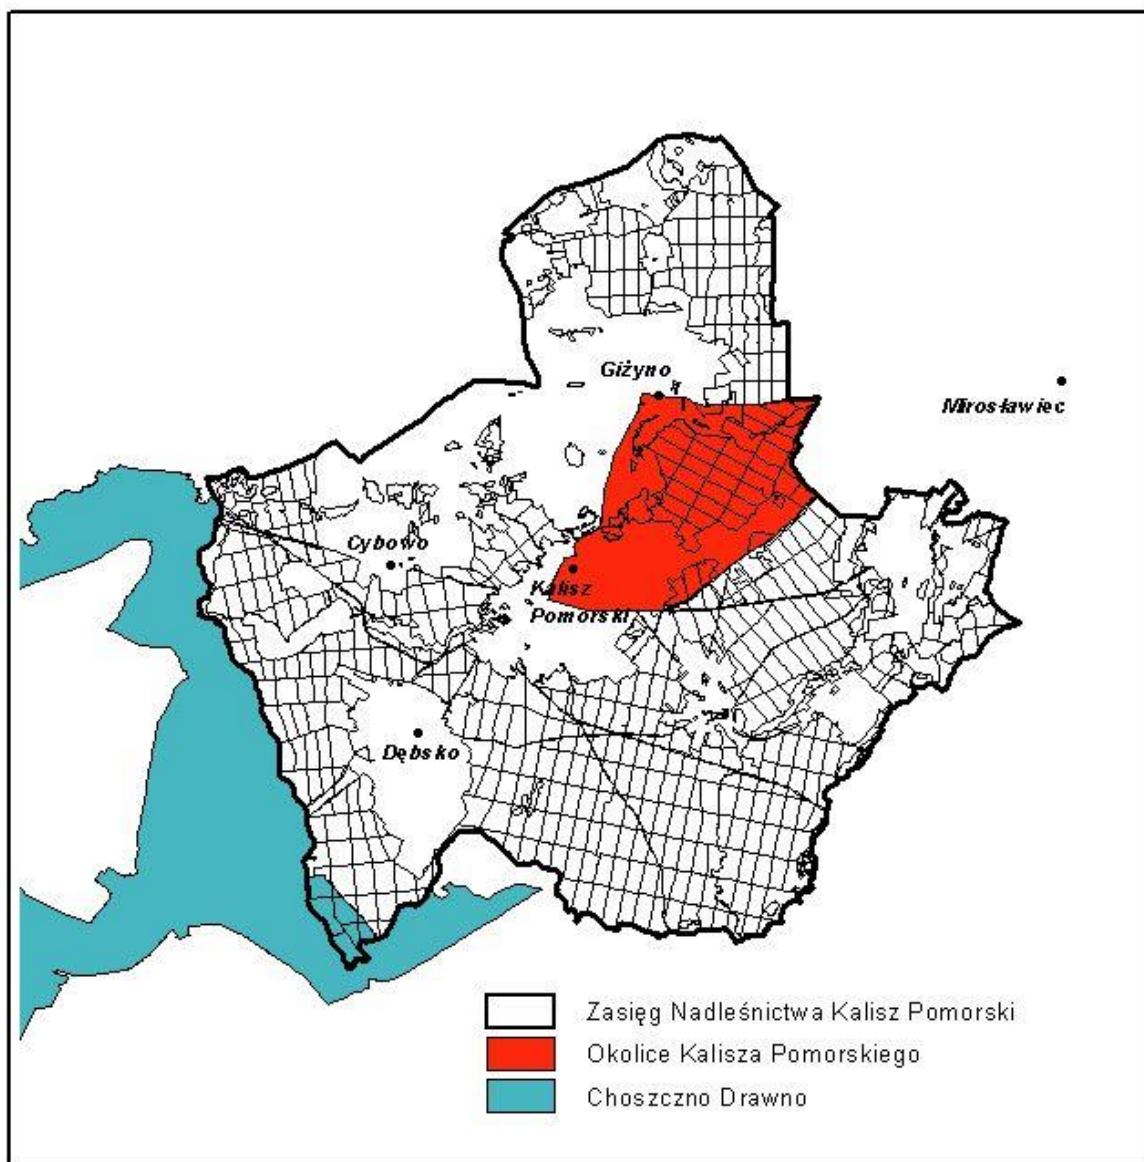 Giżyno
Mirosławiec
Cybowo
Kalisz
Pomorski
Dębsko
Zasięg Nadleśnictwa Kalisz Pomorski
Okolice Kalisza Pomorskiego
Choszczno Drawno